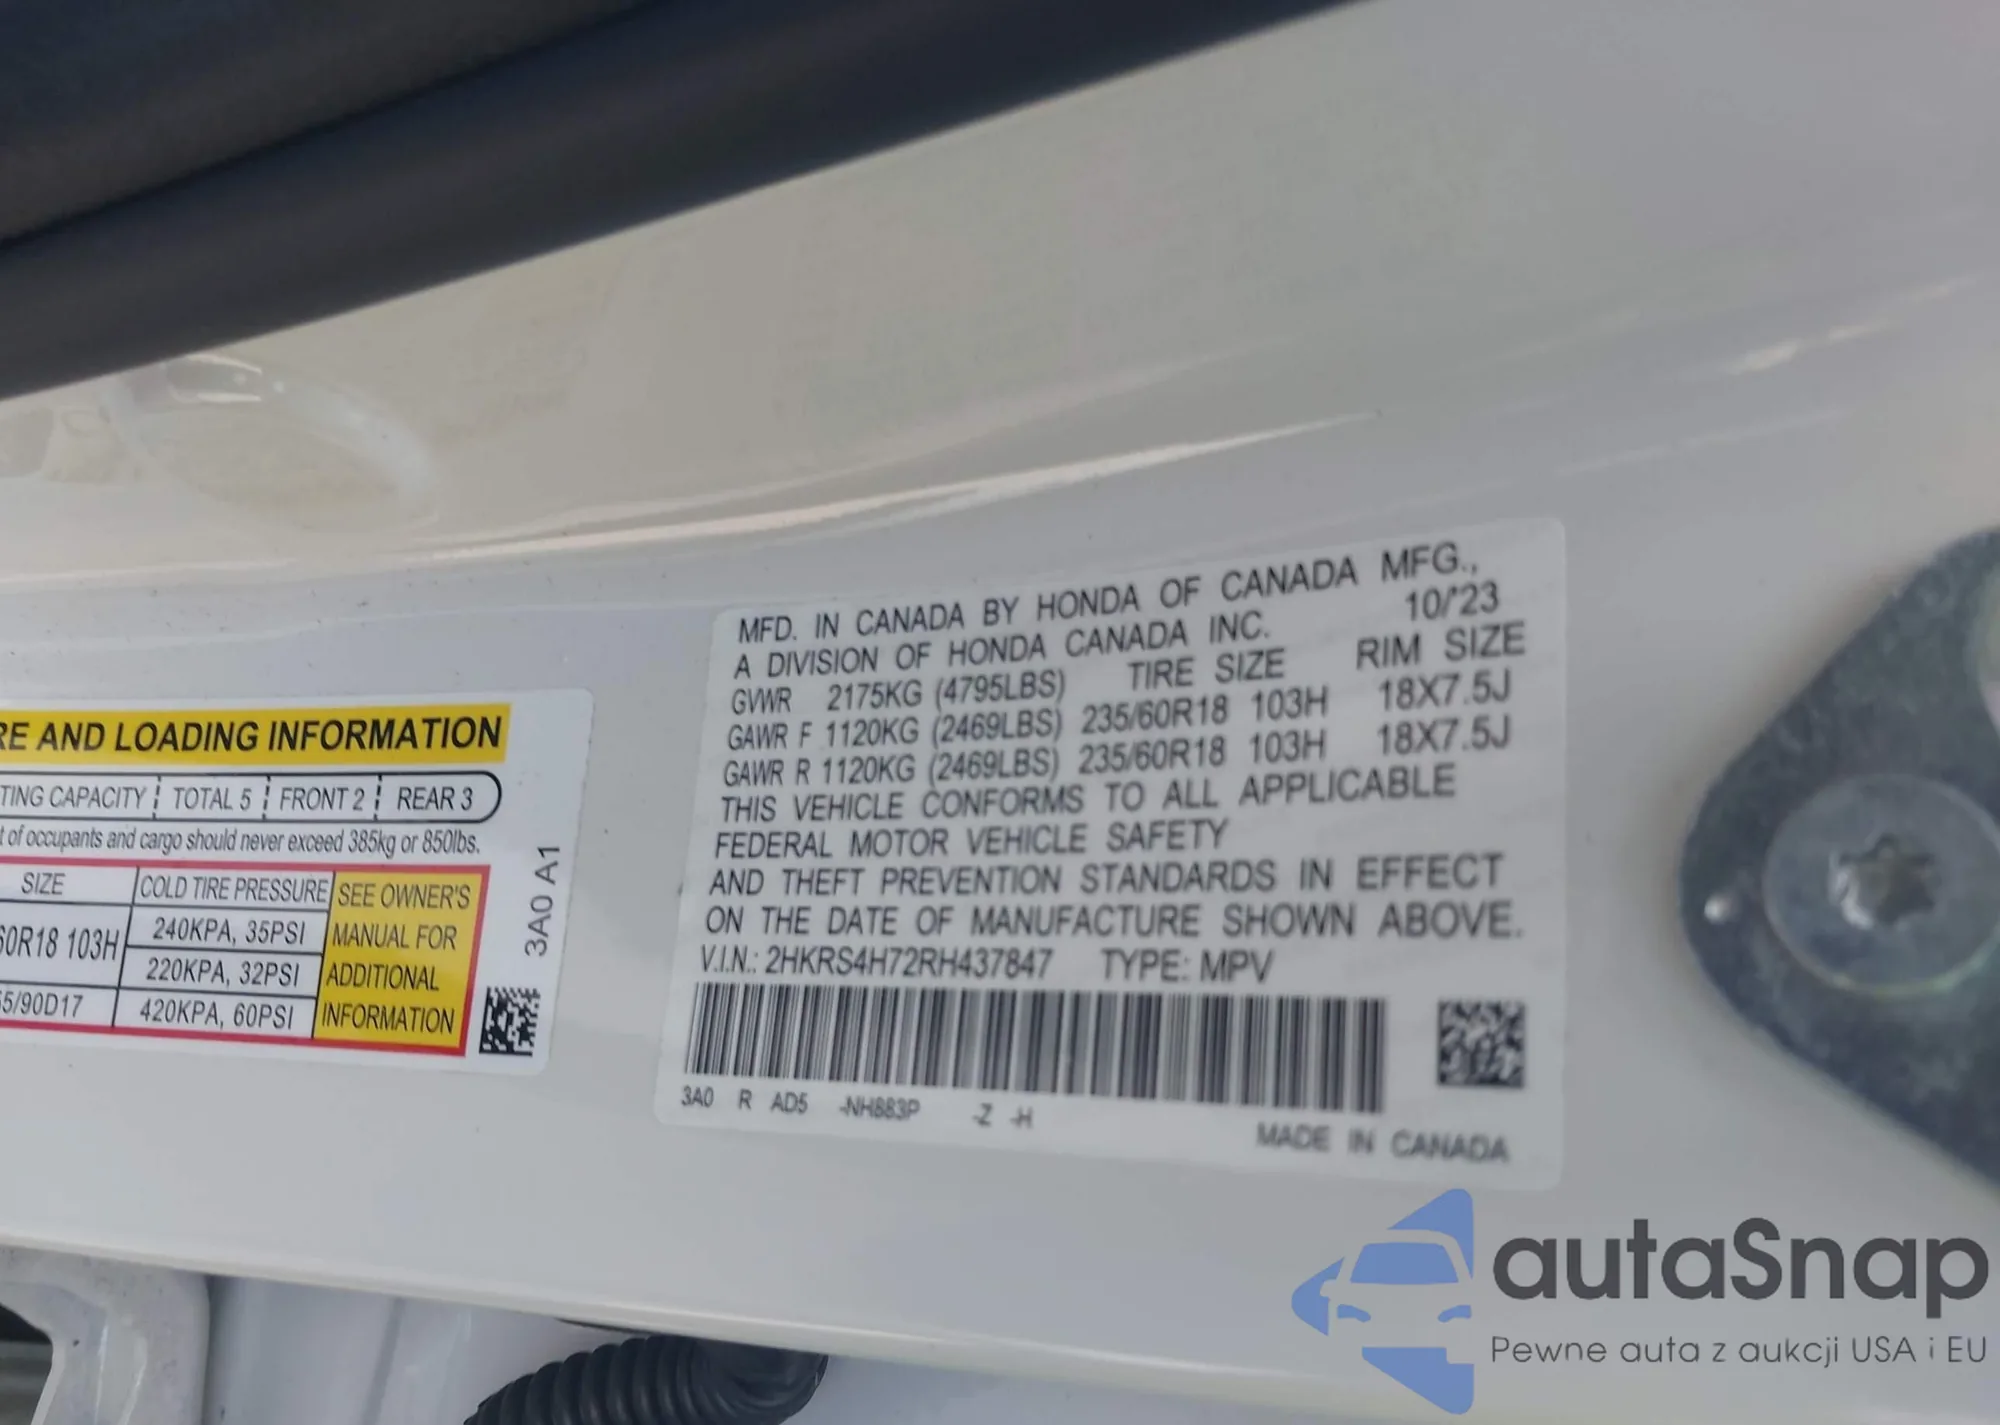 RE AND LOADING INFORMATION
TING CAPACITY TOTAL 5 FRONT 2 REAR 3
t of occupants and cargo should never exceed 385kg or 850lbs.
SIZE COLD TIRE PRESSURE SEE OWNER'S
MANUAL FOR
ADDITIONAL
INFORMATION
60R18 103H 240KPA, 35PSI
220KPA, 32PSI
5/90D17 420KPA, 60PSI
3A0 A1
MFD. IN CANADA BY HONDA OF CANADA MFG.,
A DIVISION OF HONDA CANADA INC. 10/'23
GVWR 2175KG (4795LBS) TIRE SIZE RIM SIZE
GAWR F 1120KG (2469LBS) 235/60R18 103H 18X7.5J
GAWR R 1120KG (2469LBS) 235/60R18 103H 18X7.5J
THIS VEHICLE CONFORMS TO ALL APPLICABLE
FEDERAL MOTOR VEHICLE SAFETY
AND THEFT PREVENTION STANDARDS IN EFFECT
ON THE DATE OF MANUFACTURE SHOWN ABOVE.
V.I.N.: 2HKRS4H72RH437847 TYPE: MPV
3A0 R AD5 -NH883P -Z -H
MADE IN CANADA
autaSnap
Pewne auta z aukcji USA i EU